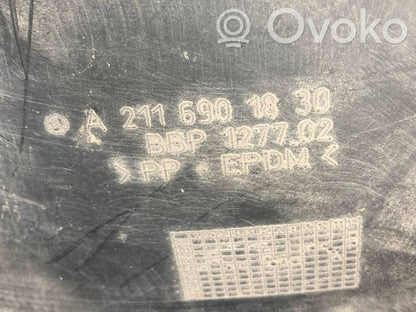 Ovoko
A 211 690 18 30
BBP 1277.02
>PP + EPDM<